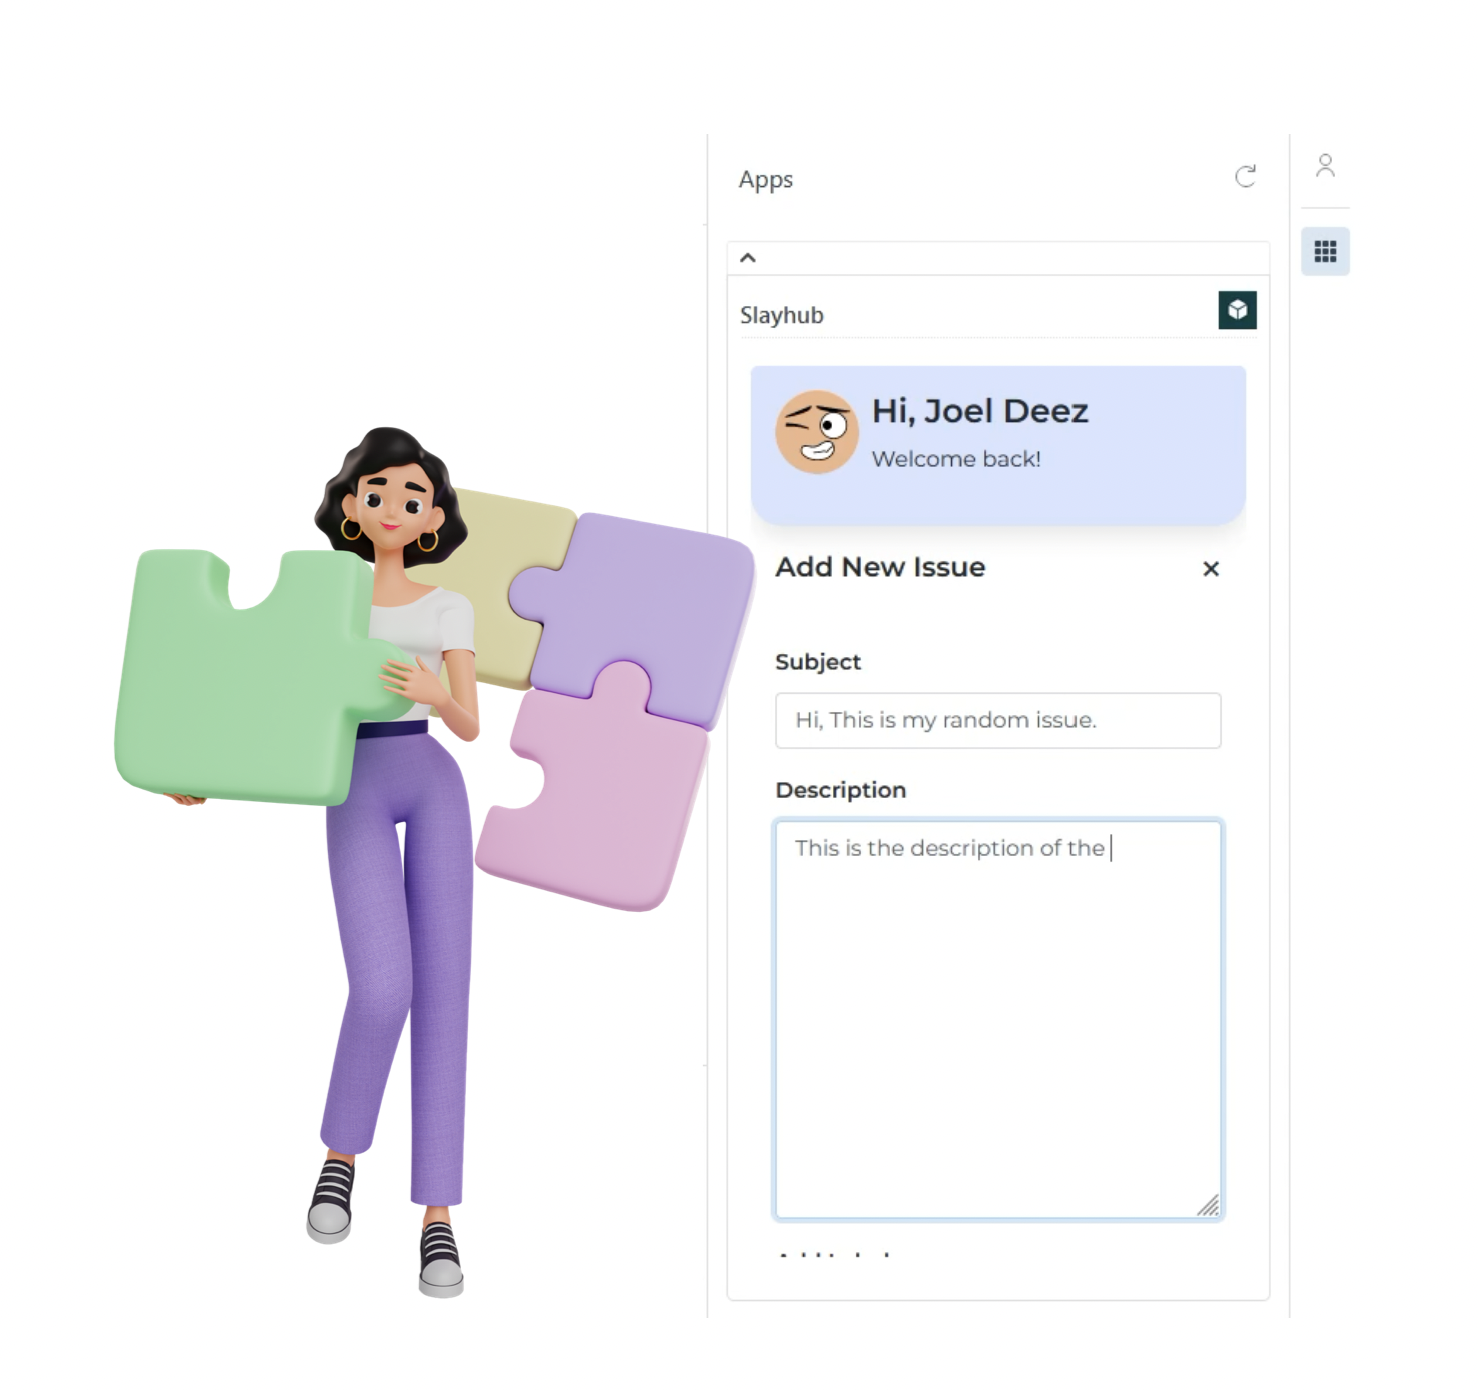 Apps
Slayhub
Hi, Joel Deez
Welcome back!
Add New Issue
Subject
Hi, This is my random issue.
Description
This is the description of the